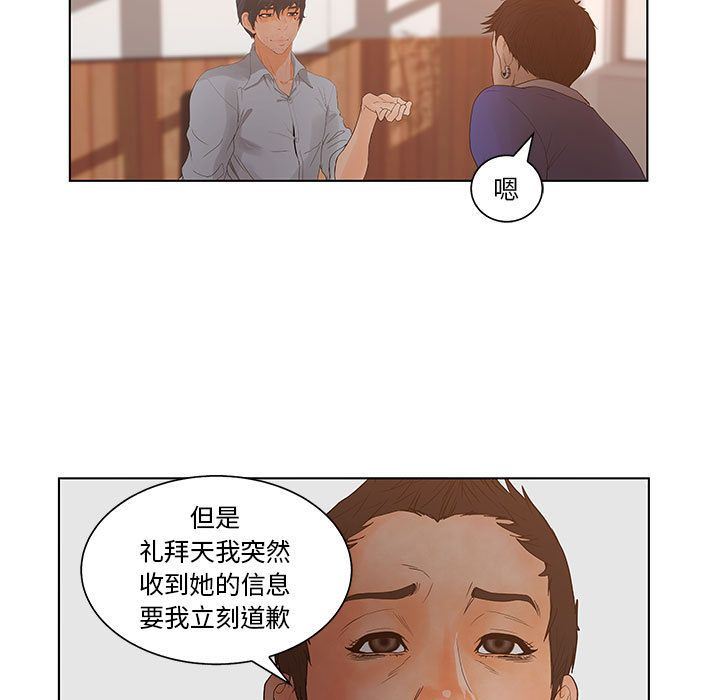 嗯
但是
礼拜天我突然
收到她的信息
要我立刻道歉